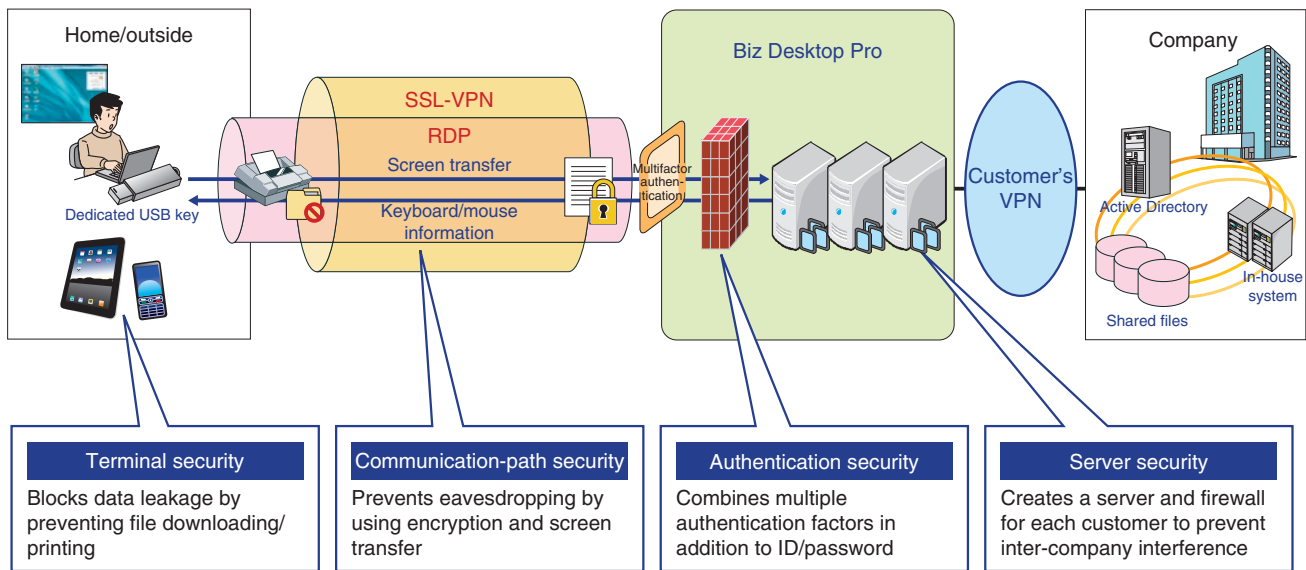 Home/outside
Dedicated USB key
SSL-VPN
RDP
Screen transfer
Keyboard/mouse
information
Multifactor
authen-
tication
Biz Desktop Pro
Customer's
VPN
Company
Active Directory
In-house
system
Shared files
Terminal security
Blocks data leakage by
preventing file downloading/
printing
Communication-path security
Prevents eavesdropping by
using encryption and screen
transfer
Authentication security
Combines multiple
authentication factors in
addition to ID/password
Server security
Creates a server and firewall
for each customer to prevent
inter-company interference